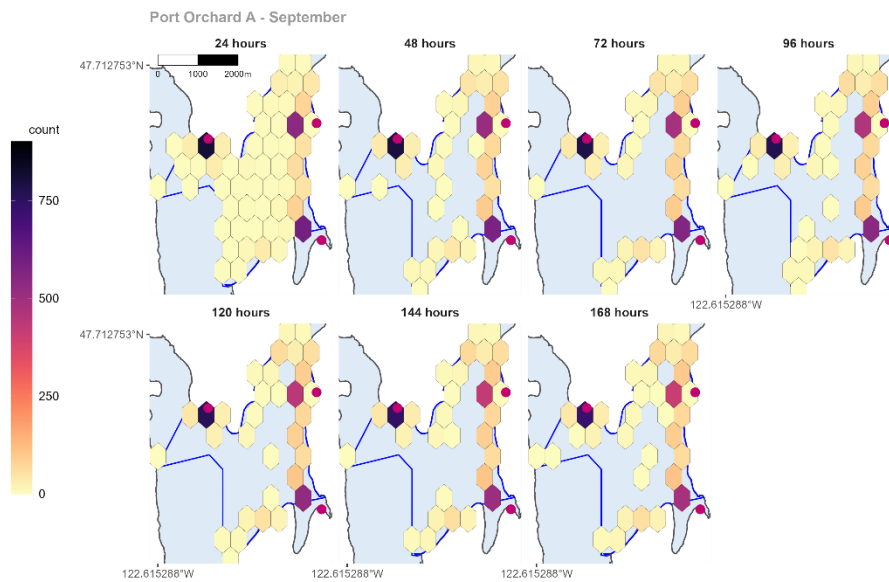 Port Orchard A - September
24 hours
48 hours
72 hours
96 hours
47.712753°N
0 1000 2000m
count
750
500
250
0
122.615288°W
120 hours
144 hours
168 hours
47.712753°N
122.615288°W
122.615288°W
122.615288°W